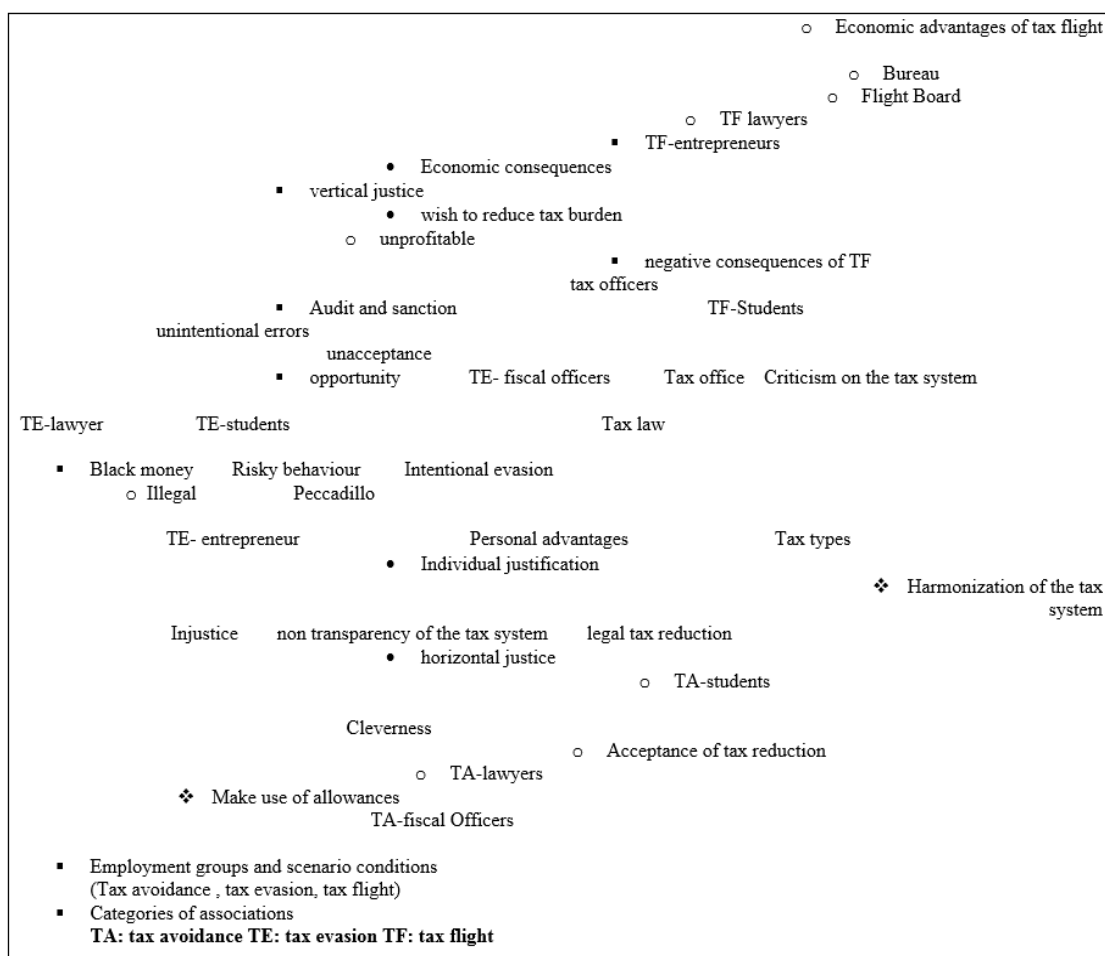 o Economic advantages of tax flight
o Bureau
o Flight Board
o TF lawyers
▪ TF-entrepreneurs
• Economic consequences
▪ vertical justice
• wish to reduce tax burden
o unprofitable
▪ negative consequences of TF
tax officers
▪ Audit and sanction TF-Students
unintentional errors
unacceptance
▪ opportunity TE- fiscal officers Tax office Criticism on the tax system
TE-lawyer TE-students Tax law
▪ Black money Risky behaviour Intentional evasion
o Illegal Peccadillo
TE- entrepreneur Personal advantages Tax types
• Individual justification
❖ Harmonization of the tax
system
Injustice non transparency of the tax system legal tax reduction
• horizontal justice
o TA-students
Cleverness
o Acceptance of tax reduction
o TA-lawyers
❖ Make use of allowances
TA-fiscal Officers
▪ Employment groups and scenario conditions
(Tax avoidance , tax evasion, tax flight)
▪ Categories of associations
TA: tax avoidance TE: tax evasion TF: tax flight